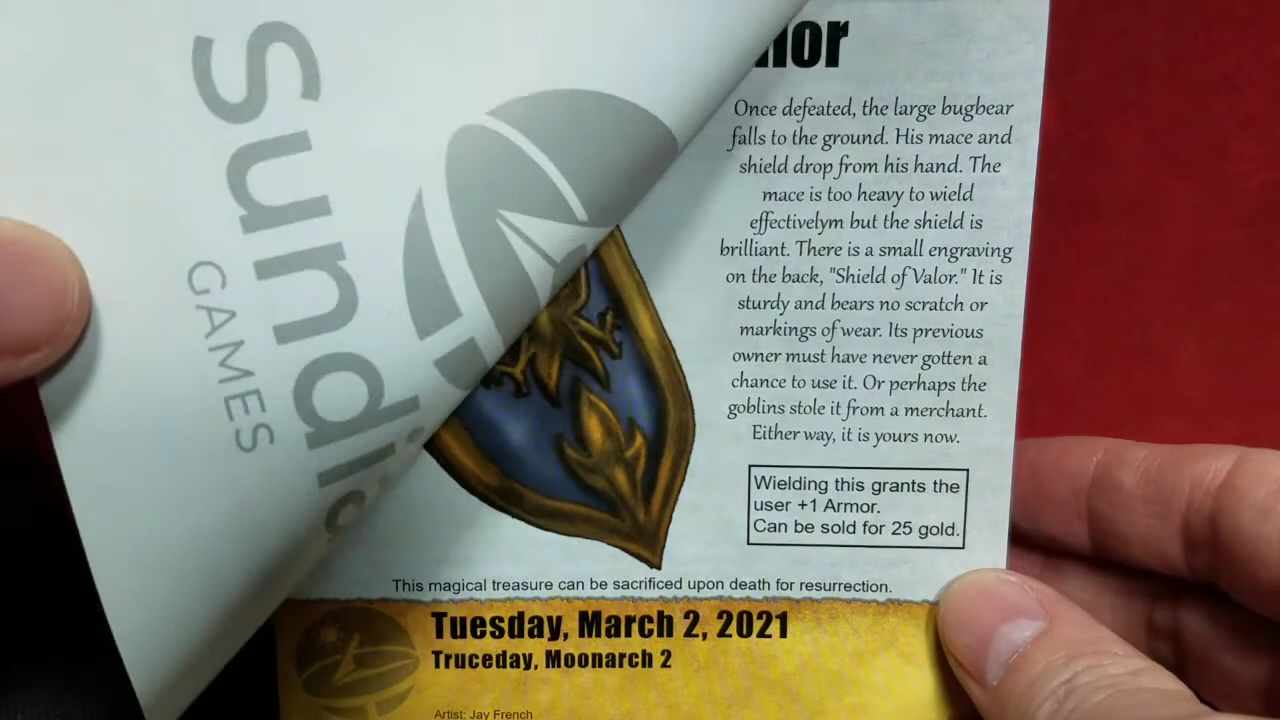 Sundi
GAMES
Once defeated, the large bugbear
falls to the ground. His mace and
shield drop from his hand. The
mace is too heavy to wield
effectivelym but the shield is
brilliant. There is a small engraving
on the back, "Shield of Valor." It is
sturdy and bears no scratch or
markings of wear. Its previous
owner must have never gotten a
chance to use it. Or perhaps the
goblins stole it from a merchant.
Either way, it is yours now.
Wielding this grants the
user +1 Armor.
Can be sold for 25 gold.
This magical treasure can be sacrificed upon death for resurrection.
Tuesday, March 2, 2021
Truceday, Moonarch 2
Artist: Jay French